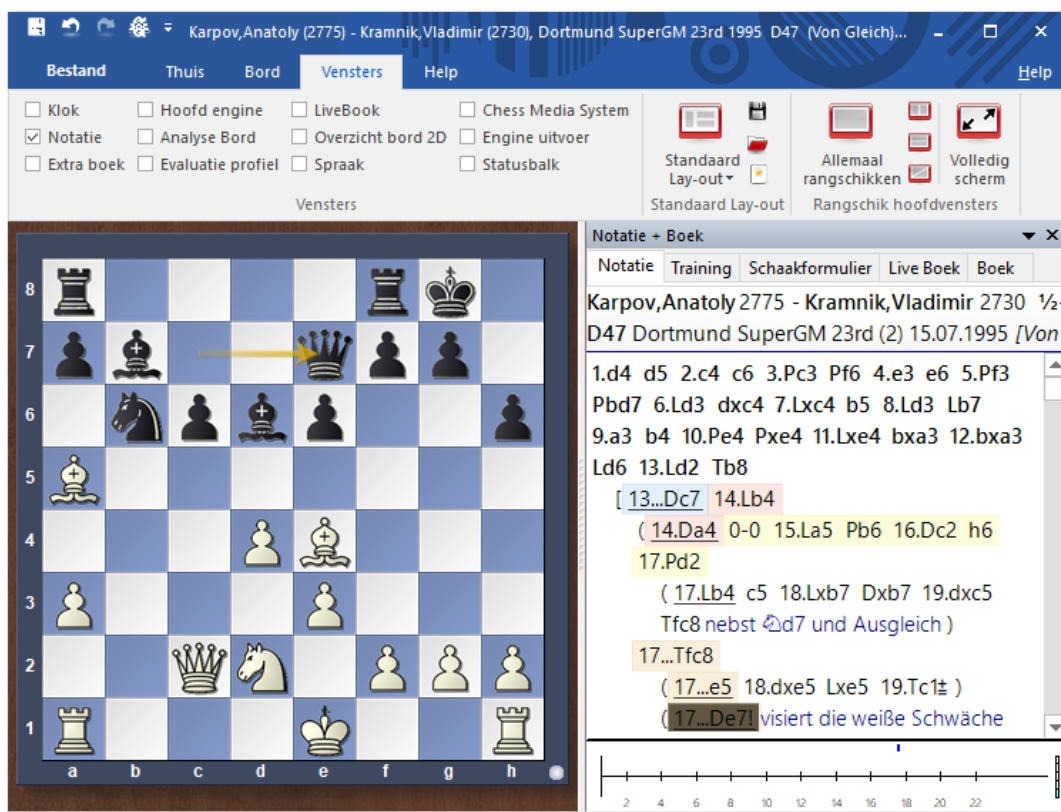 Karpov,Anatoly (2775) - Kramnik,Vladimir (2730), Dortmund SuperGM 23rd 1995 D47 (Von Gleich)...
Bestand Thuis Bord Vensters Help Help
Klok Hoofd engine LiveBook Chess Media System
Notatie Analyse Bord Overzicht bord 2D Engine uitvoer
Extra boek Evaluatie profiel Spraak Statusbalk
Vensters
Standaard Lay-out
Standaard Lay-out
Allemaal rangschikken
Volledig scherm
Rangschik hoofdvensters
8
7
6
5
4
3
2
1
a b c d e f g h
Notatie + Boek
Notatie Training Schaakformulier Live Boek Boek
Karpov,Anatoly 2775 - Kramnik,Vladimir 2730 ½-
D47 Dortmund SuperGM 23rd (2) 15.07.1995 [Von
1.d4 d5 2.c4 c6 3.Pc3 Pf6 4.e3 e6 5.Pf3
Pbd7 6.Ld3 dxc4 7.Lxc4 b5 8.Ld3 Lb7
9.a3 b4 10.Pe4 Pxe4 11.Lxe4 bxa3 12.bxa3
Ld6 13.Ld2 Tb8
[ 13...Dc7 14.Lb4
( 14.Da4 0-0 15.La5 Pb6 16.Dc2 h6
17.Pd2
( 17.Lb4 c5 18.Lxb7 Dxb7 19.dxc5
Tfc8 nebst ♘d7 und Ausgleich )
17...Tfc8
( 17...e5 18.dxe5 Lxe5 19.Tc1± )
( 17...De7! visiert die weiße Schwäche
2 4 6 8 10 12 14 16 18 20 22